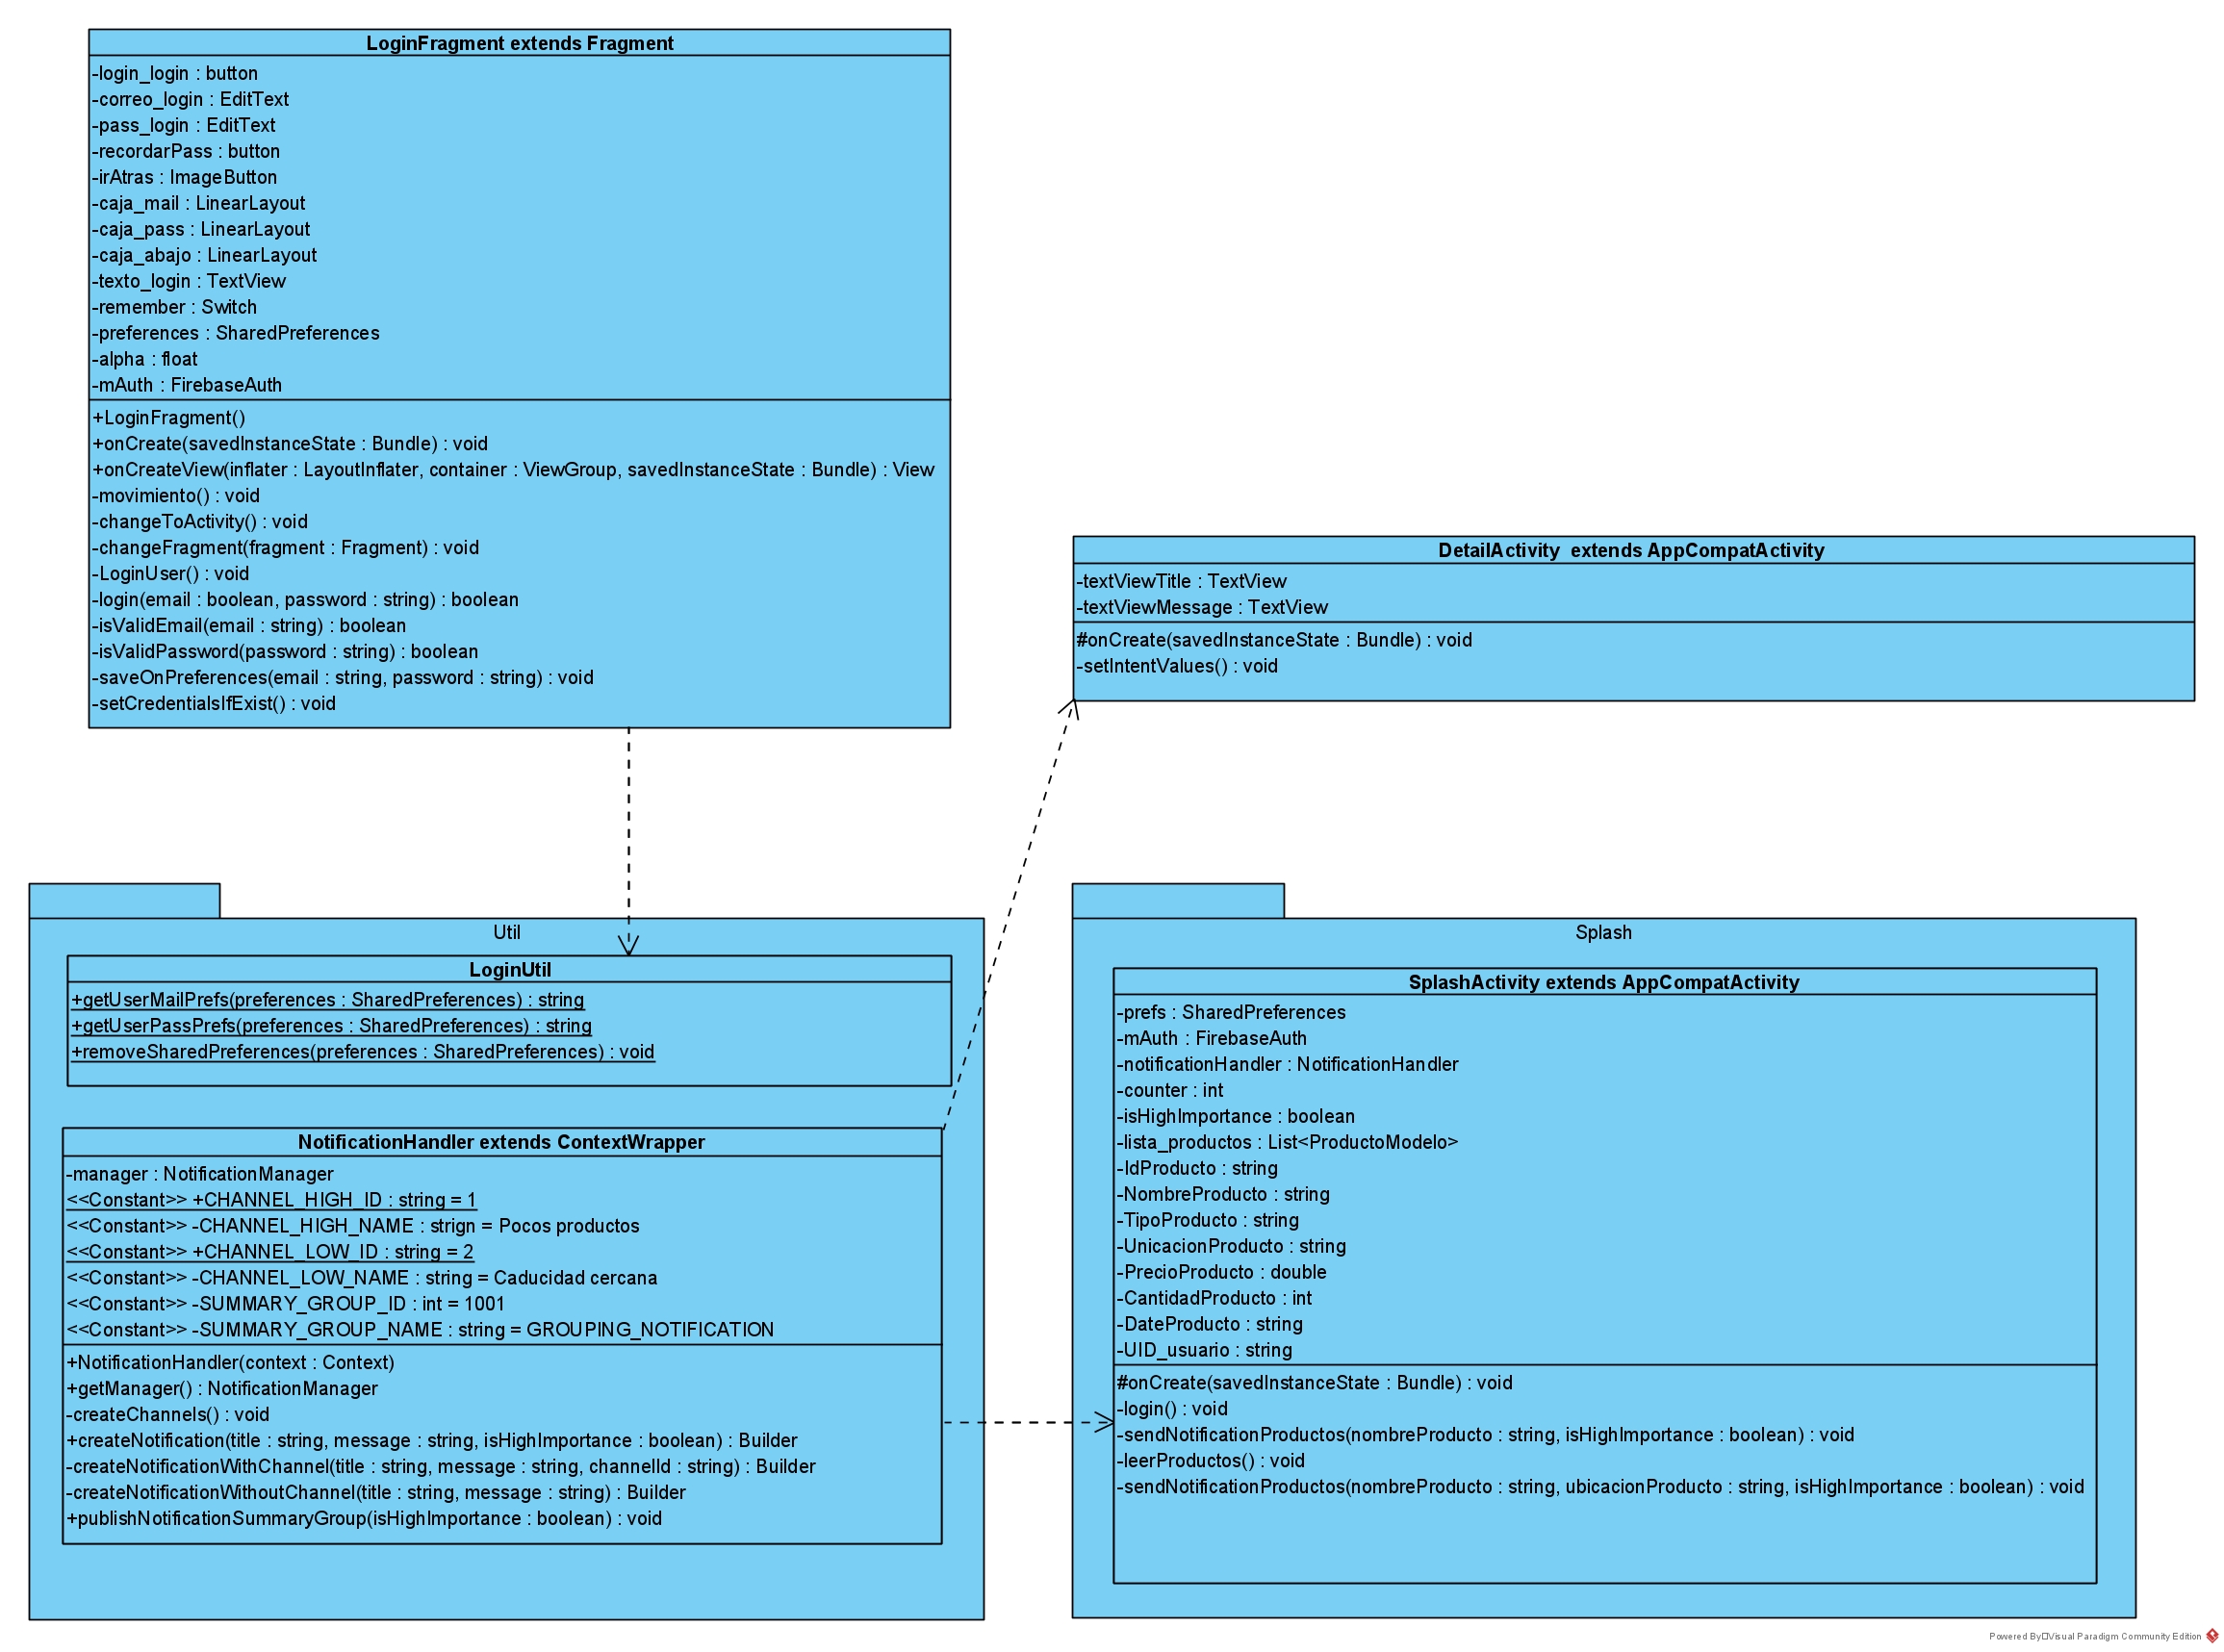 LoginFragment extends Fragment
-login_login : button
-correo_login : EditText
-pass_login : EditText
-recordarPass : button
-irAtras : ImageButton
-caja_mail : LinearLayout
-caja_pass : LinearLayout
-caja_abajo : LinearLayout
-texto_login : TextView
-remember : Switch
-preferences : SharedPreferences
-alpha : float
-mAuth : FirebaseAuth
+LoginFragment()
+onCreate(savedInstanceState : Bundle) : void
+onCreateView(inflater : LayoutInflater, container : ViewGroup, savedInstanceState : Bundle) : View
-movimiento() : void
-changeToActivity() : void
-changeFragment(fragment : Fragment) : void
-LoginUser() : void
-login(email : boolean, password : string) : boolean
-isValidEmail(email : string) : boolean
-isValidPassword(password : string) : boolean
-saveOnPreferences(email : string, password : string) : void
-setCredentialsIfExist() : void
DetailActivity  extends AppCompatActivity
-textViewTitle : TextView
-textViewMessage : TextView
#onCreate(savedInstanceState : Bundle) : void
-setIntentValues() : void
Util
LoginUtil
+getUserMailPrefs(preferences : SharedPreferences) : string
+getUserPassPrefs(preferences : SharedPreferences) : string
+removeSharedPreferences(preferences : SharedPreferences) : void
NotificationHandler extends ContextWrapper
-manager : NotificationManager
<<Constant>> +CHANNEL_HIGH_ID : string = 1
<<Constant>> -CHANNEL_HIGH_NAME : strign = Pocos productos
<<Constant>> +CHANNEL_LOW_ID : string = 2
<<Constant>> -CHANNEL_LOW_NAME : string = Caducidad cercana
<<Constant>> -SUMMARY_GROUP_ID : int = 1001
<<Constant>> -SUMMARY_GROUP_NAME : string = GROUPING_NOTIFICATION
+NotificationHandler(context : Context)
+getManager() : NotificationManager
-createChannels() : void
+createNotification(title : string, message : string, isHighImportance : boolean) : Builder
-createNotificationWithChannel(title : string, message : string, channelId : string) : Builder
-createNotificationWithoutChannel(title : string, message : string) : Builder
+publishNotificationSummaryGroup(isHighImportance : boolean) : void
Splash
SplashActivity extends AppCompatActivity
-prefs : SharedPreferences
-mAuth : FirebaseAuth
-notificationHandler : NotificationHandler
-counter : int
-isHighImportance : boolean
-lista_productos : List<ProductoModelo>
-IdProducto : string
-NombreProducto : string
-TipoProducto : string
-UnicacionProducto : string
-PrecioProducto : double
-CantidadProducto : int
-DateProducto : string
-UID_usuario : string
#onCreate(savedInstanceState : Bundle) : void
-login() : void
-sendNotificationProductos(nombreProducto : string, isHighImportance : boolean) : void
-leerProductos() : void
-sendNotificationProductos(nombreProducto : string, ubicacionProducto : string, isHighImportance : boolean) : void
Powered By□Visual Paradigm Community Edition